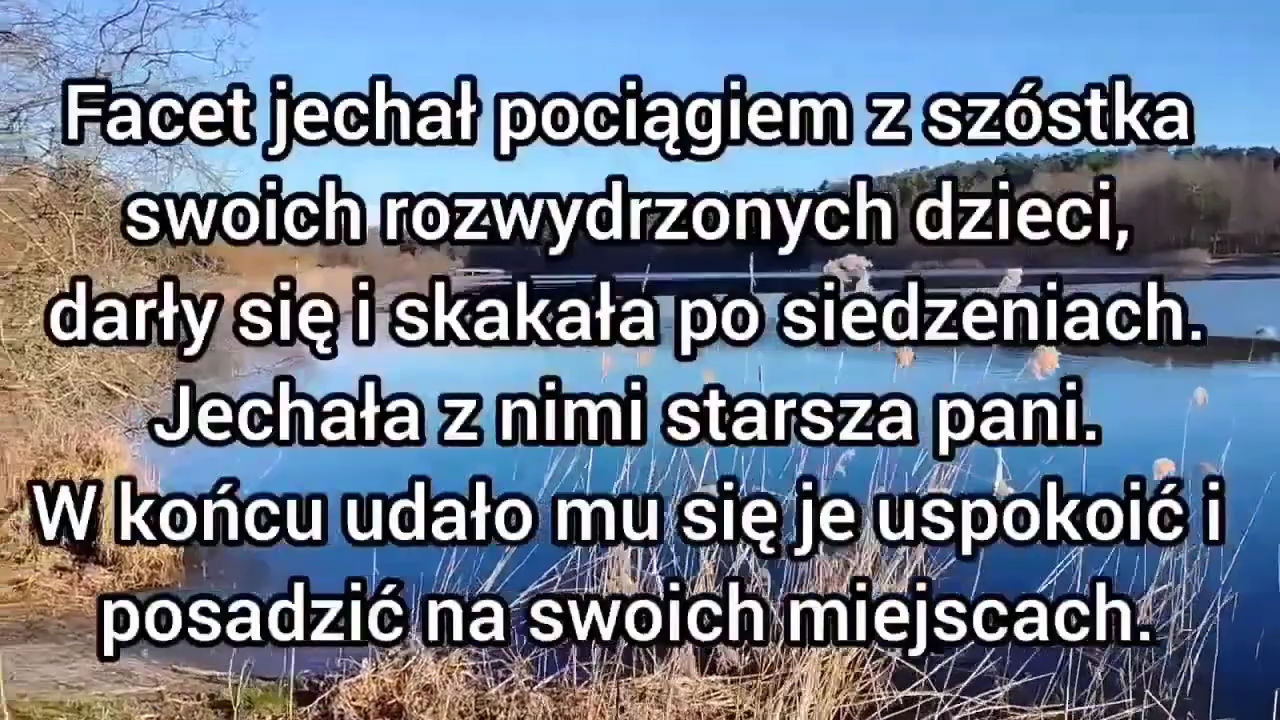 Facet jechał pociągiem z szóstka
swoich rozwydrzonych dzieci,
darły się i skakała po siedzeniach.
Jechała z nimi starsza pani.
W końcu udało mu się je uspokoić i
posadzić na swoich miejscach.